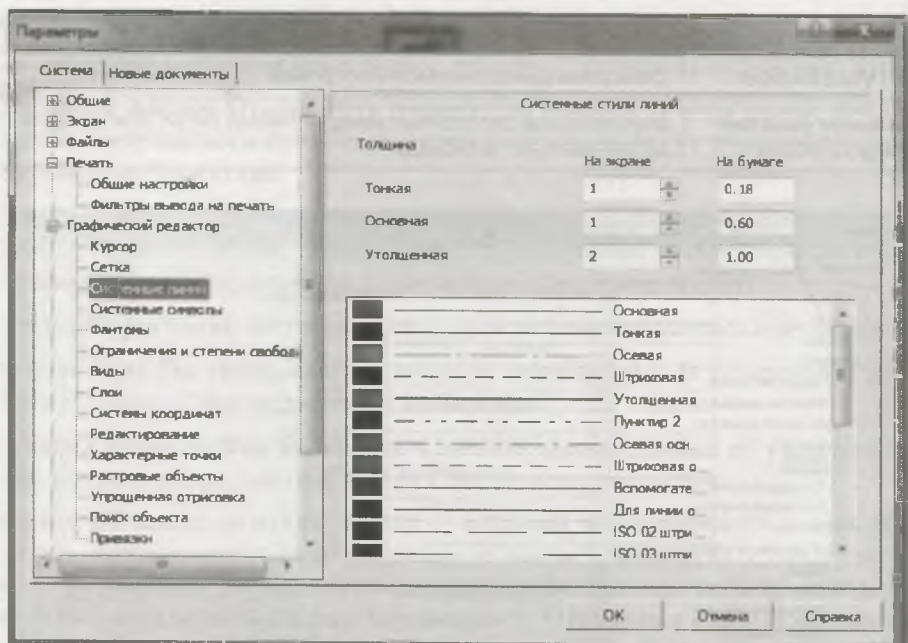 Параметры
Система
Новые документы
Общие
Экран
Файлы
Печать
Общие настройки
Фильтры вывода на печать
Графический редактор
Курсор
Сетка
Системные линии
Системные символы
Фантомы
Ограничения и степени свобод
Виды
Слои
Системы координат
Редактирование
Характерные точки
Растровые объекты
Упрощенная отрисовка
Поиск объекта
Привязки
Системные стили линий
Толщина
На экране На бумаге
Тонкая 1 0.18
Основная 1 0.60
Утолщенная 2 1.00
Основная
Тонкая
Осевая
Штриховая
Утолщенная
Пунктир 2
Осевая осн...
Штриховая о...
Вспомогате...
Для линии о...
ISO 02 штри...
ISO 03 штри...
OK Отмена Справка